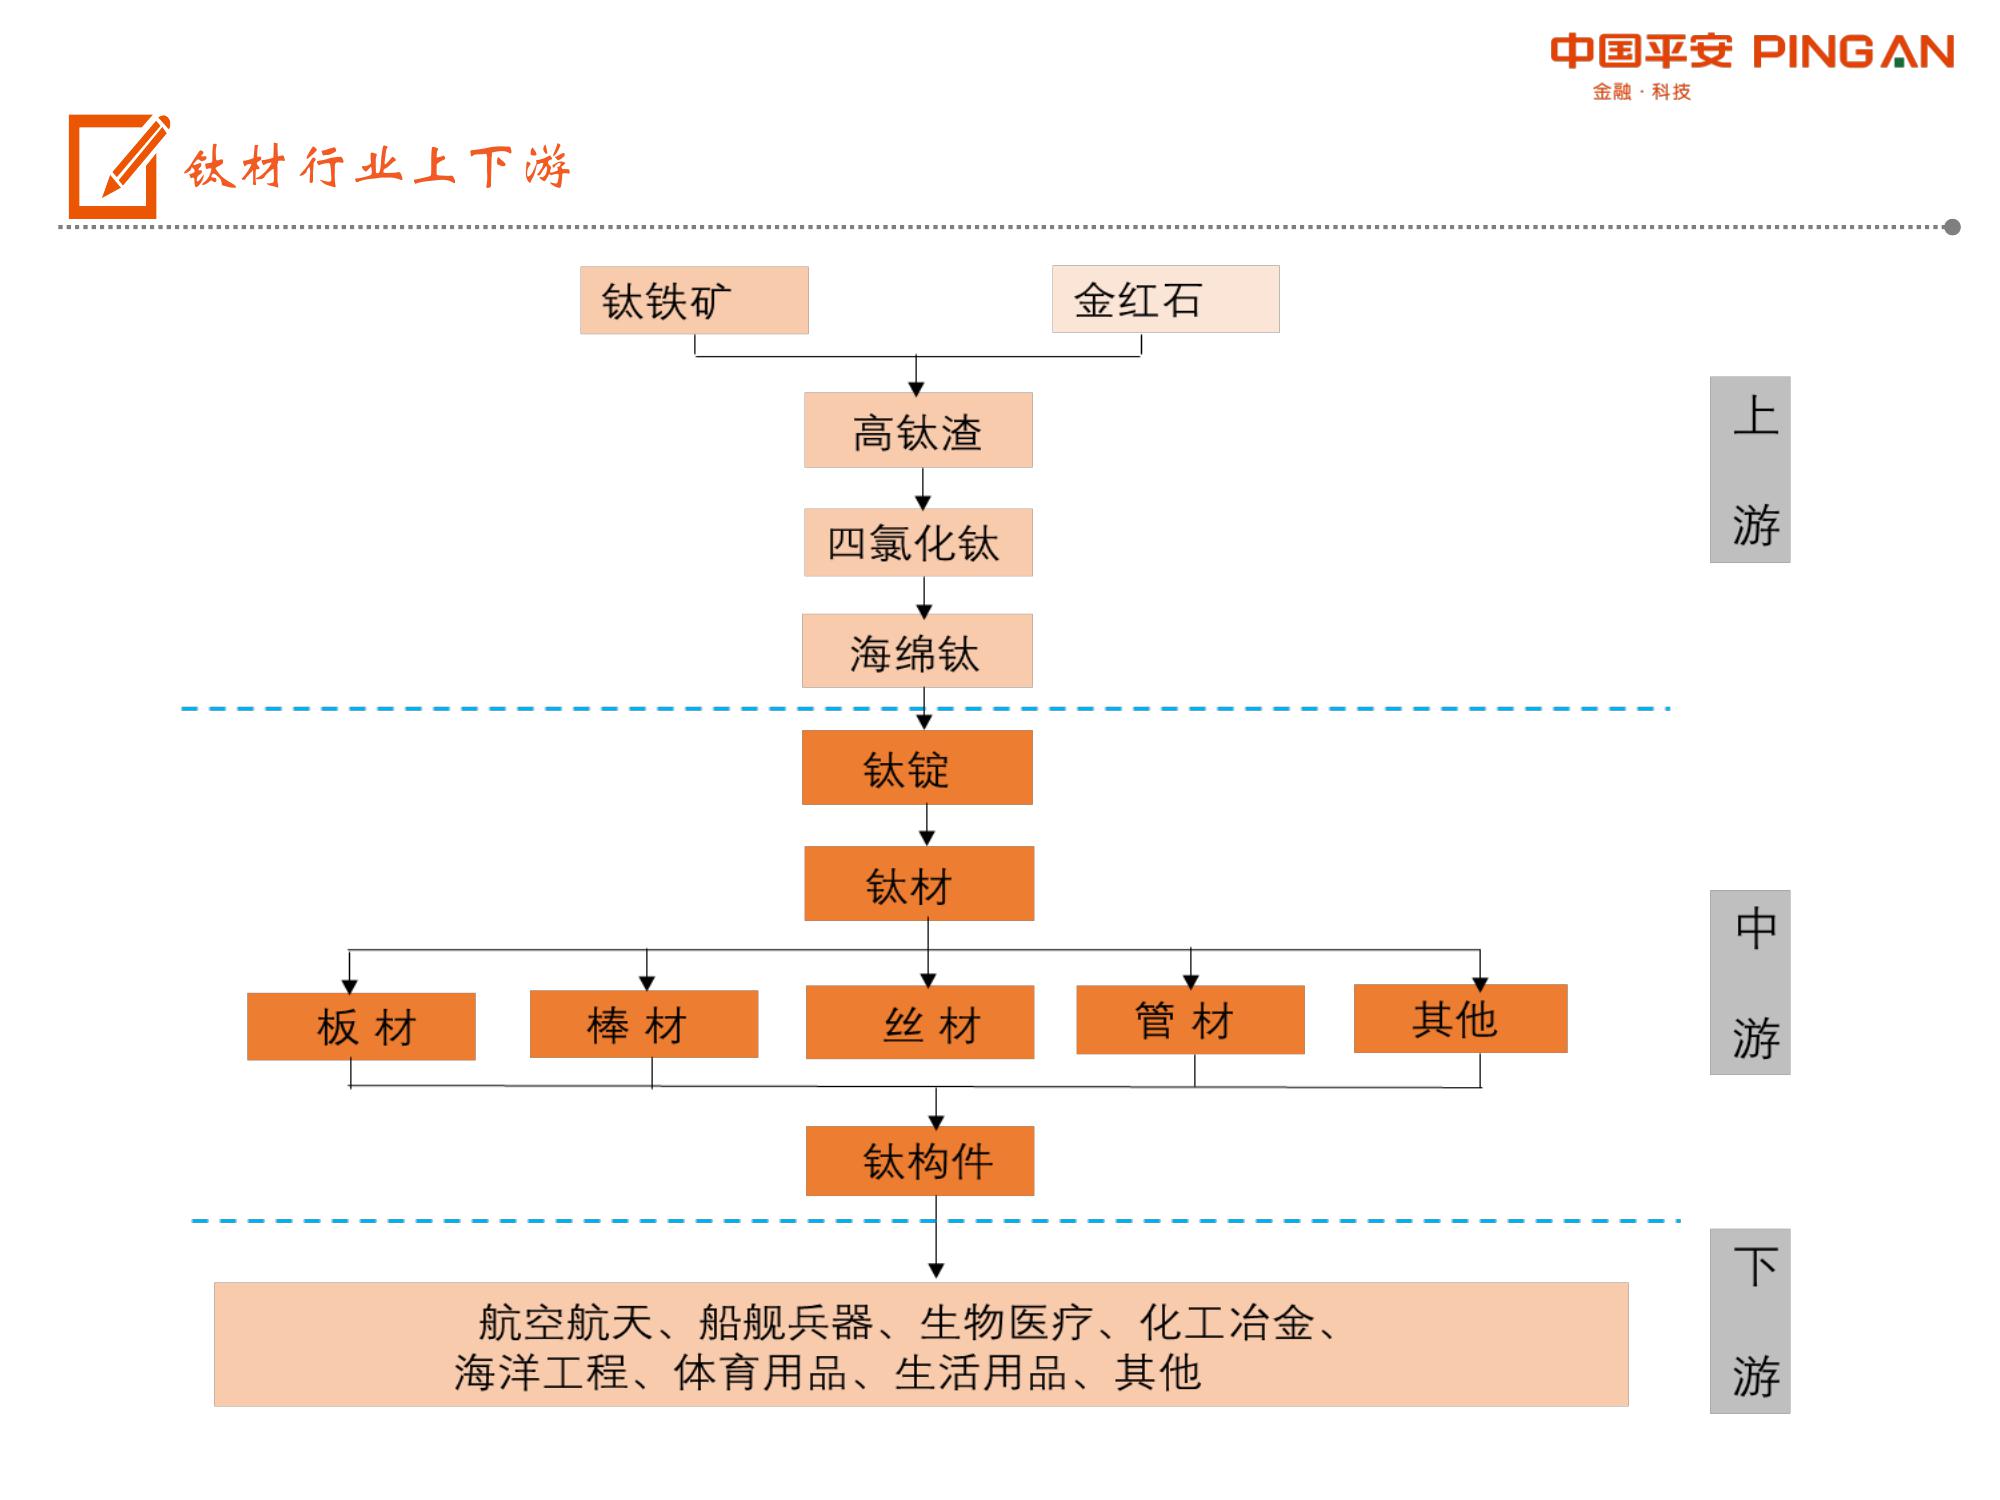 中国平安 PING AN
金融·科技
钛材行业上下游
钛铁矿
金红石
高钛渣
四氯化钛
海绵钛
上
游
钛锭
钛材
板 材
棒 材
丝 材
管 材
其他
钛构件
中
游
航空航天、船舰兵器、生物医疗、化工冶金、
海洋工程、体育用品、生活用品、其他
下
游